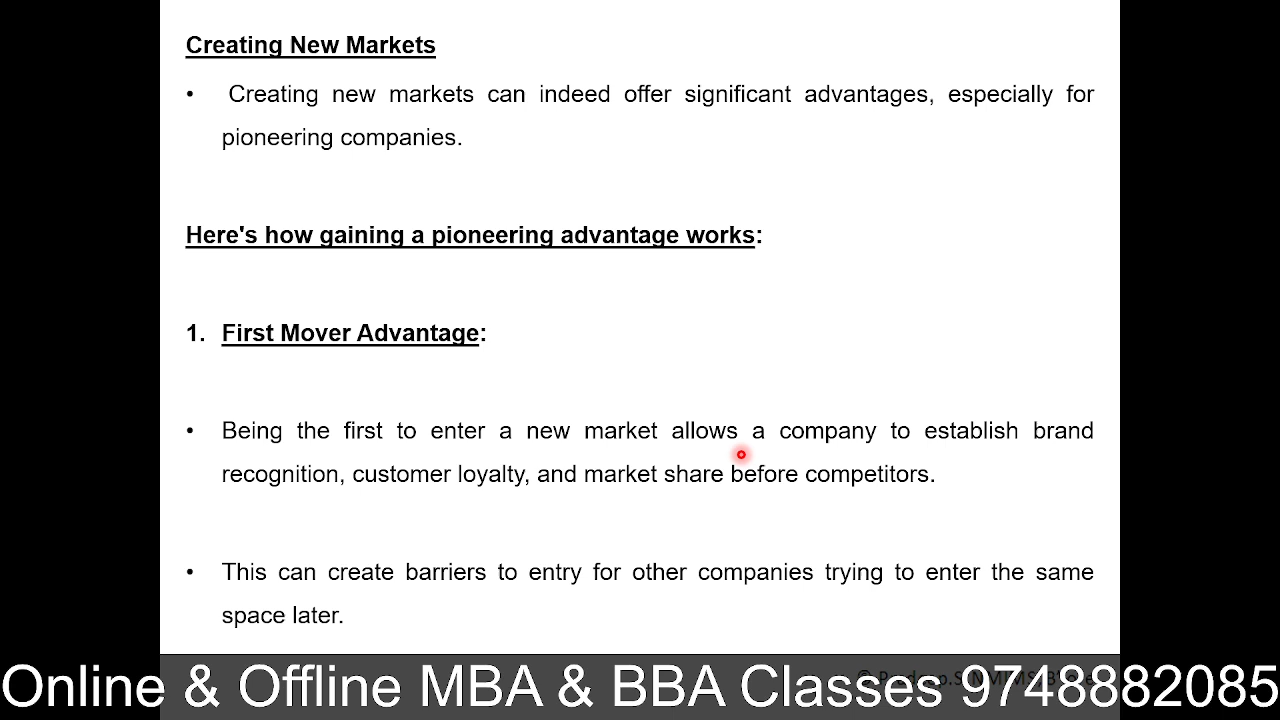 Creating New Markets
• Creating new markets can indeed offer significant advantages, especially for
pioneering companies.
Here's how gaining a pioneering advantage works:
1. First Mover Advantage:
• Being the first to enter a new market allows a company to establish brand
recognition, customer loyalty, and market share before competitors.
• This can create barriers to entry for other companies trying to enter the same
space later.
Online & Offline MBA & BBA Classes 9748882085